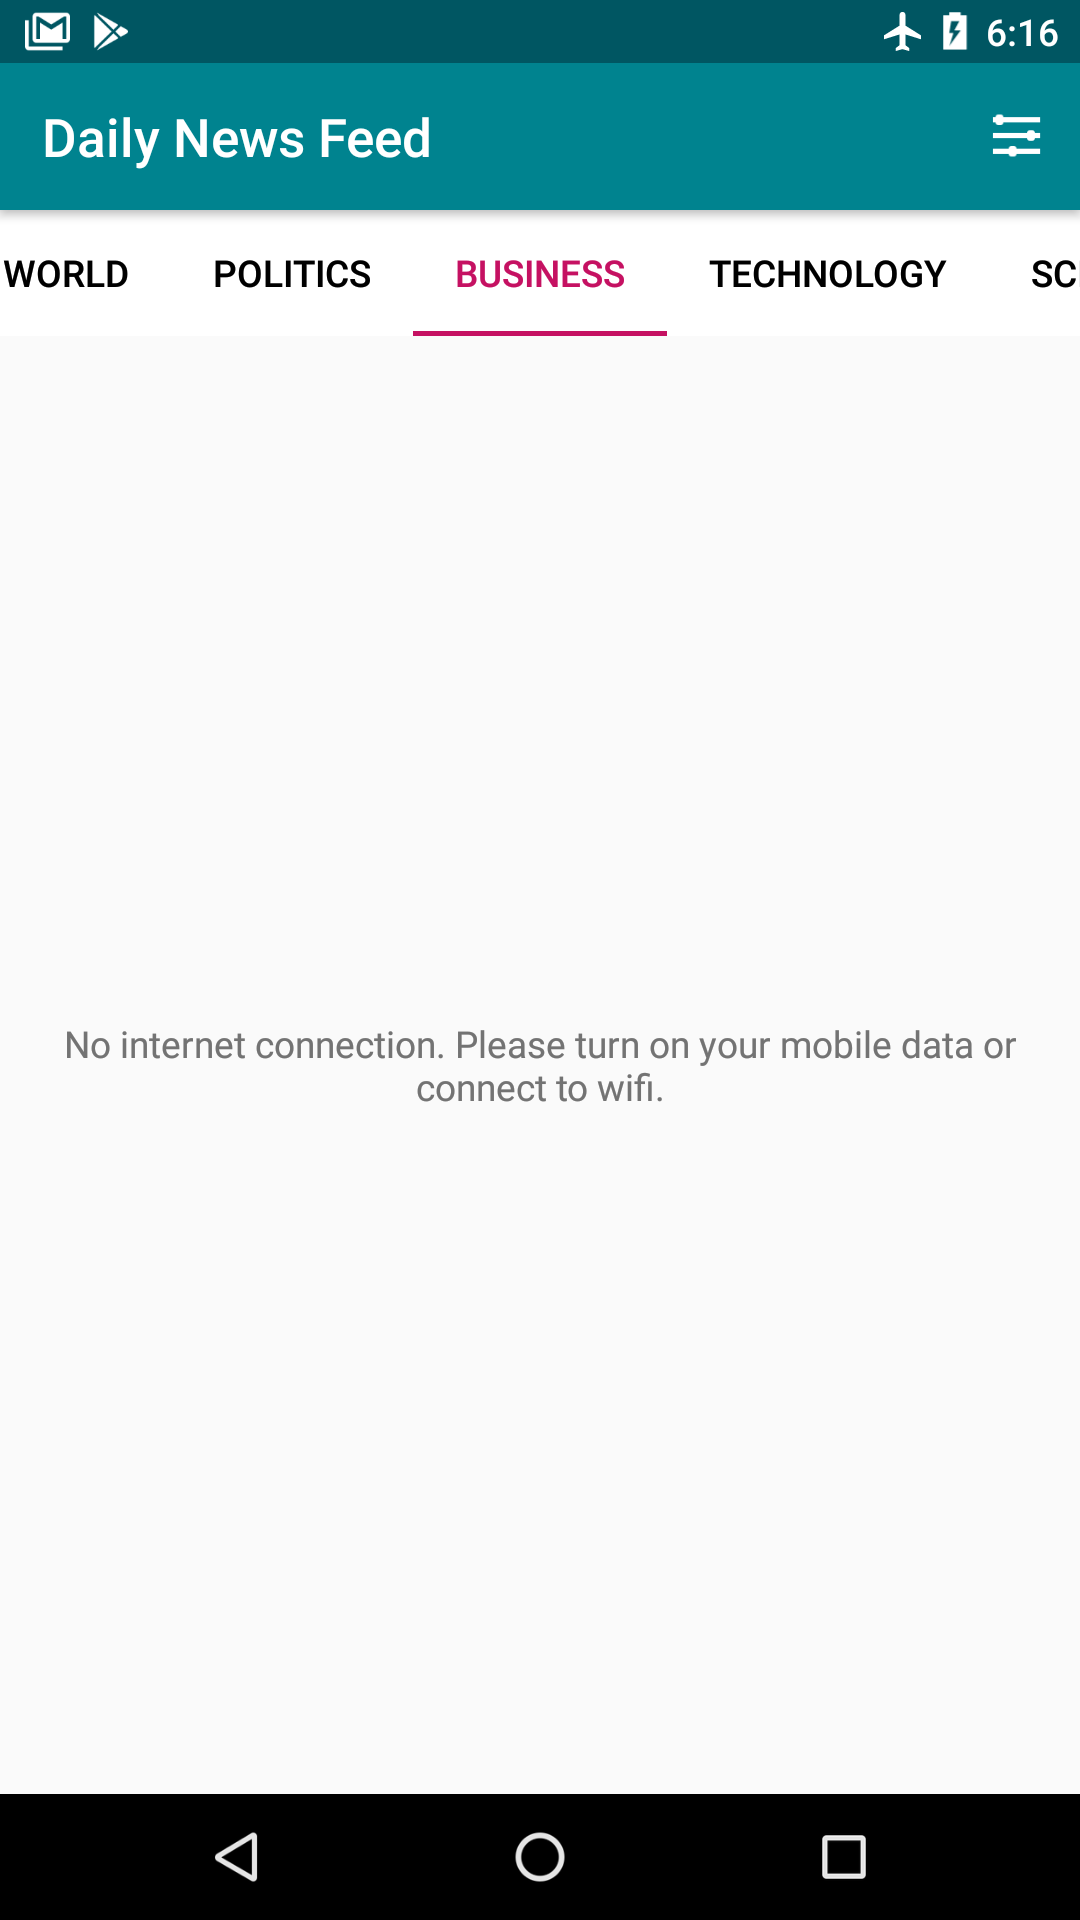 6:16
Daily News Feed
WORLD POLITICS BUSINESS TECHNOLOGY
No internet connection. Please turn on your mobile data or
connect to wifi.